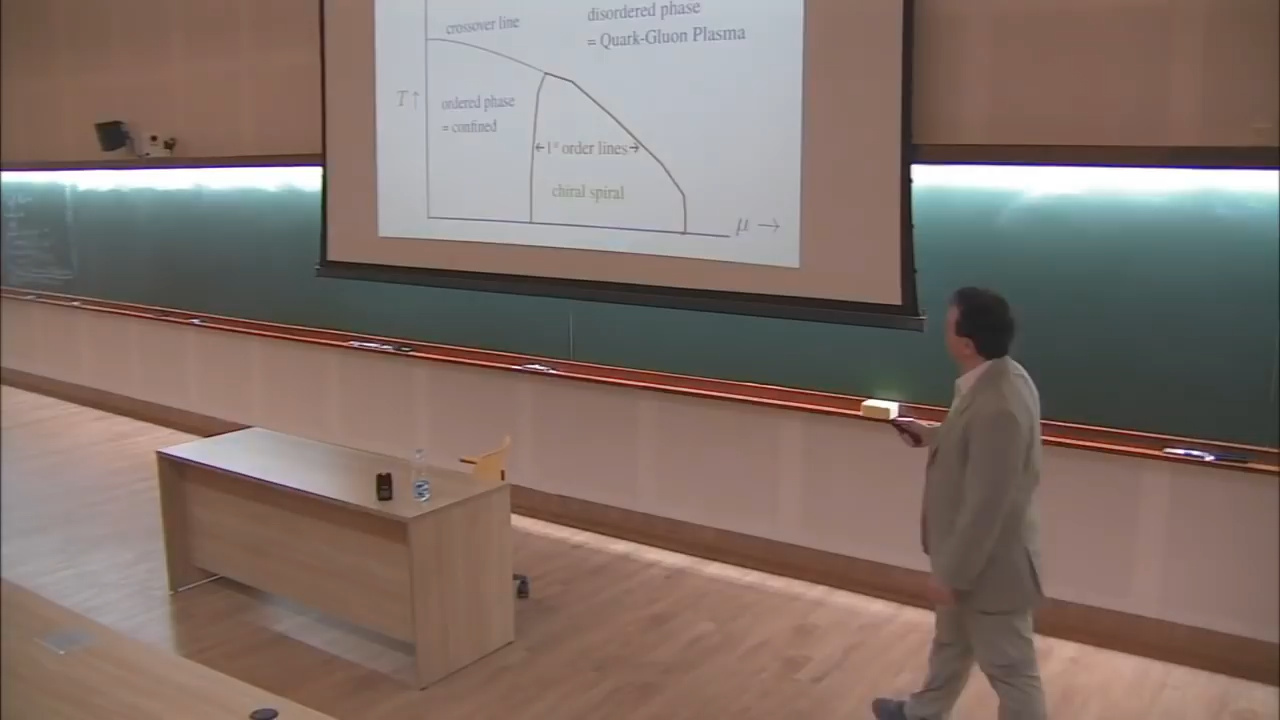 crossover line
disordered phase
= Quark-Gluon Plasma
T ↑
ordered phase
= confined
←1st order lines→
chiral spiral
μ →